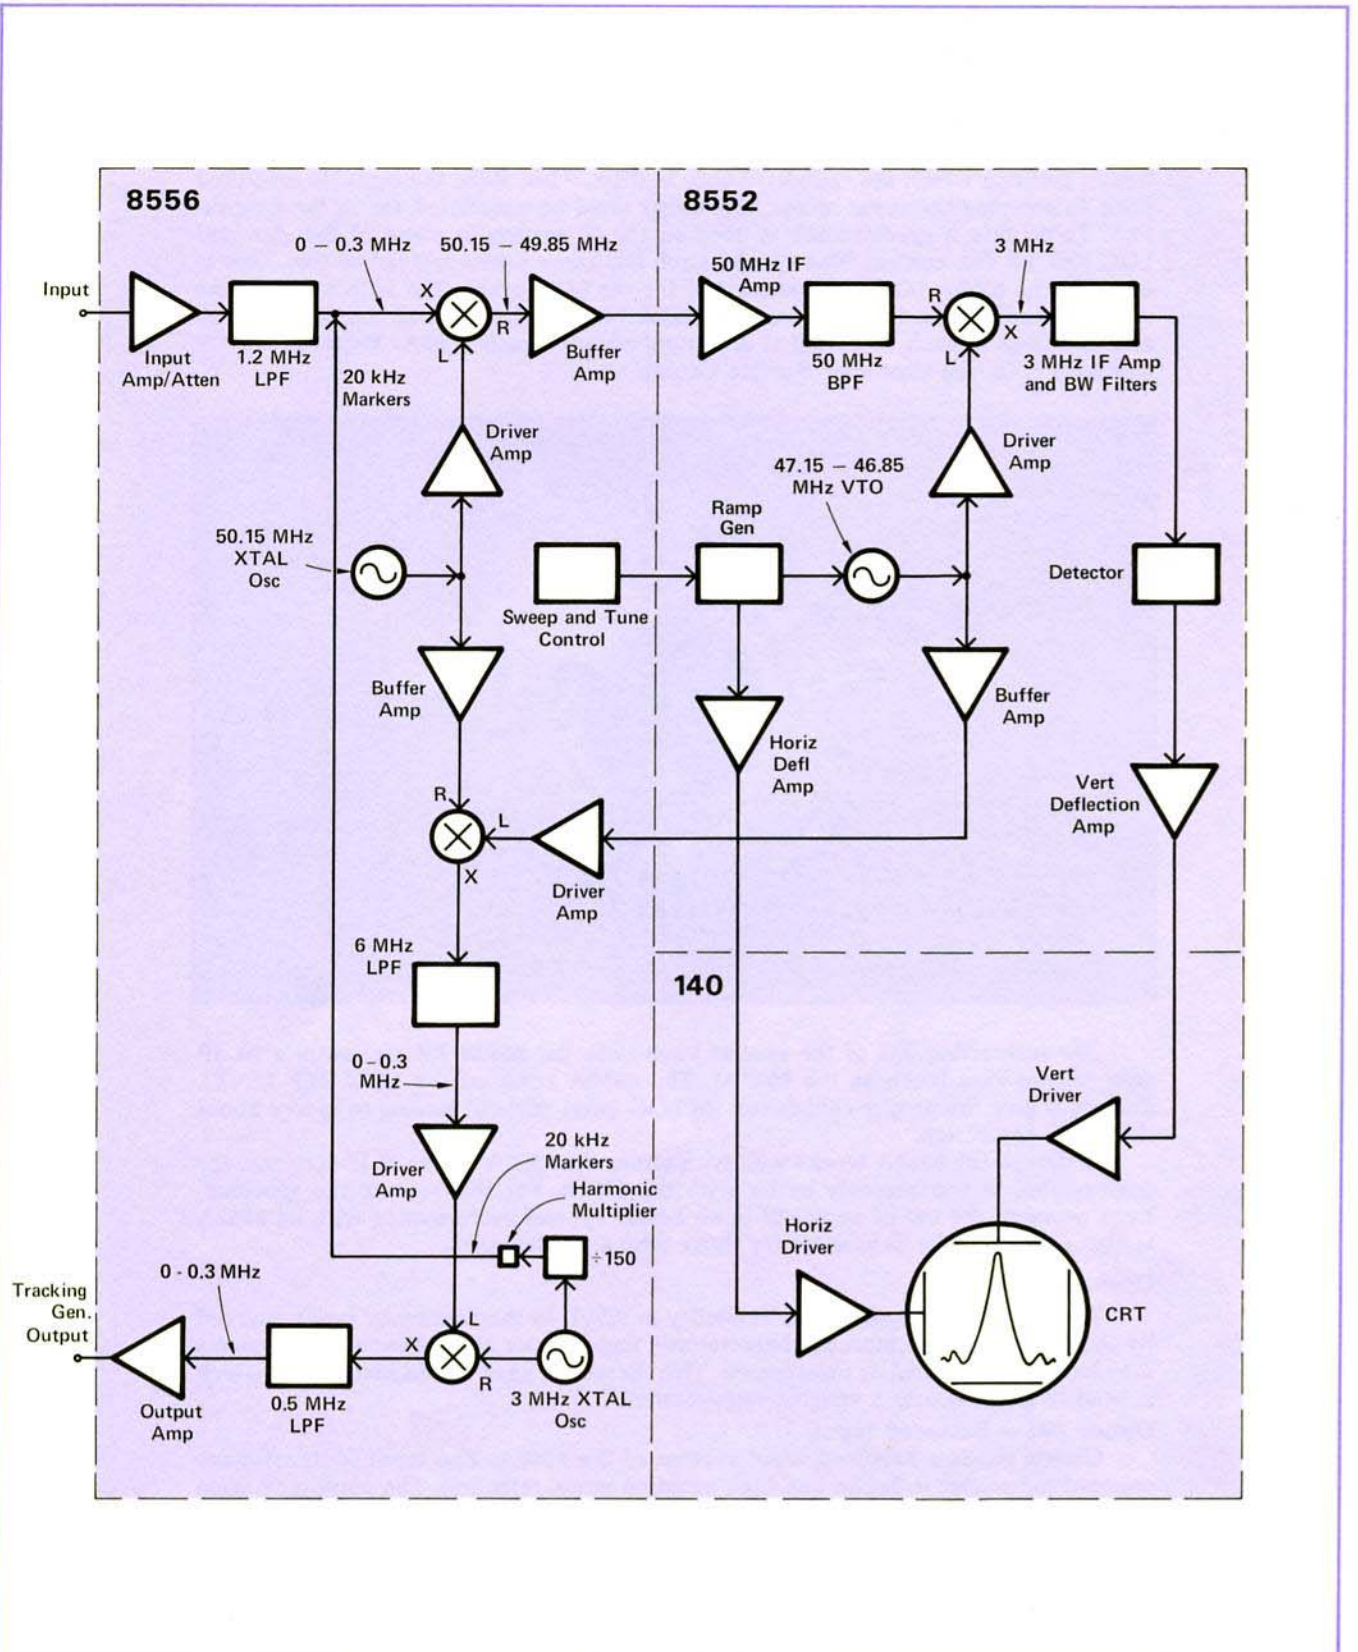 8556
8552
0 – 0.3 MHz
50.15 – 49.85 MHz
3 MHz
50 MHz IF
Amp
Input
X
R
L
R
X
L
Input
Amp/Atten
1.2 MHz
LPF
20 kHz
Markers
Buffer
Amp
50 MHz
BPF
3 MHz IF Amp
and BW Filters
Driver
Amp
Driver
Amp
47.15 – 46.85
MHz VTO
Ramp
Gen
50.15 MHz
XTAL
Osc
Detector
Sweep and Tune
Control
Buffer
Amp
Buffer
Amp
Horiz
Defl
Amp
Vert
Deflection
Amp
R
L
X
Driver
Amp
6 MHz
LPF
140
0–0.3
MHz
Vert
Driver
20 kHz
Markers
Driver
Amp
Harmonic
Multiplier
Horiz
Driver
÷150
0 - 0.3 MHz
Tracking
Gen.
Output
CRT
L
X
R
Output
Amp
0.5 MHz
LPF
3 MHz XTAL
Osc